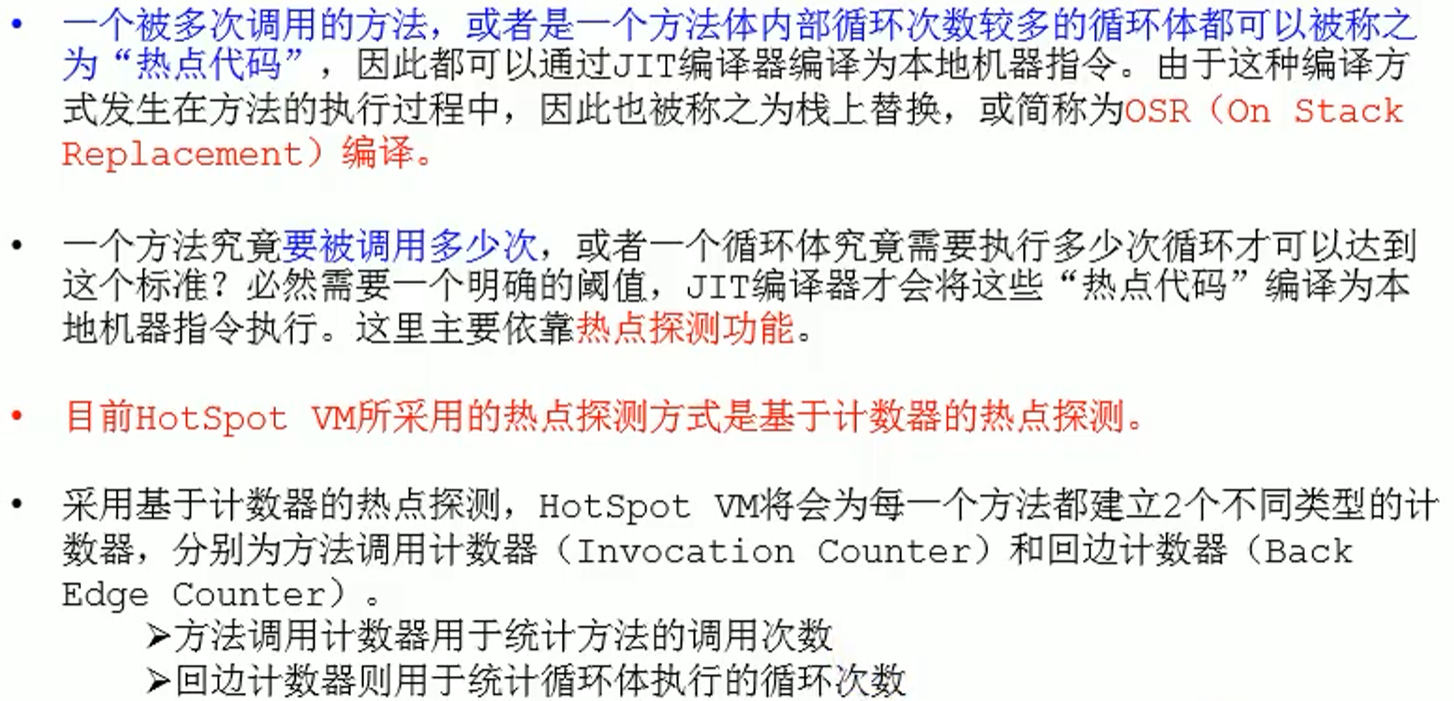 • 一个被多次调用的方法，或者是一个方法体内部循环次数较多的循环体都可以被称之
为“热点代码”，因此都可以通过JIT编译器编译为本地机器指令。由于这种编译方
式发生在方法的执行过程中，因此也被称之为栈上替换，或简称为OSR（On Stack
Replacement）编译。
• 一个方法究竟要被调用多少次，或者一个循环体究竟需要执行多少次循环才可以达到
这个标准？必然需要一个明确的阈值，JIT编译器才会将这些“热点代码”编译为本
地机器指令执行。这里主要依靠热点探测功能。
• 目前HotSpot VM所采用的热点探测方式是基于计数器的热点探测。
• 采用基于计数器的热点探测，HotSpot VM将会为每一个方法都建立2个不同类型的计
数器，分别为方法调用计数器（Invocation Counter）和回边计数器（Back
Edge Counter）。
➢方法调用计数器用于统计方法的调用次数
➢回边计数器则用于统计循环体执行的循环次数